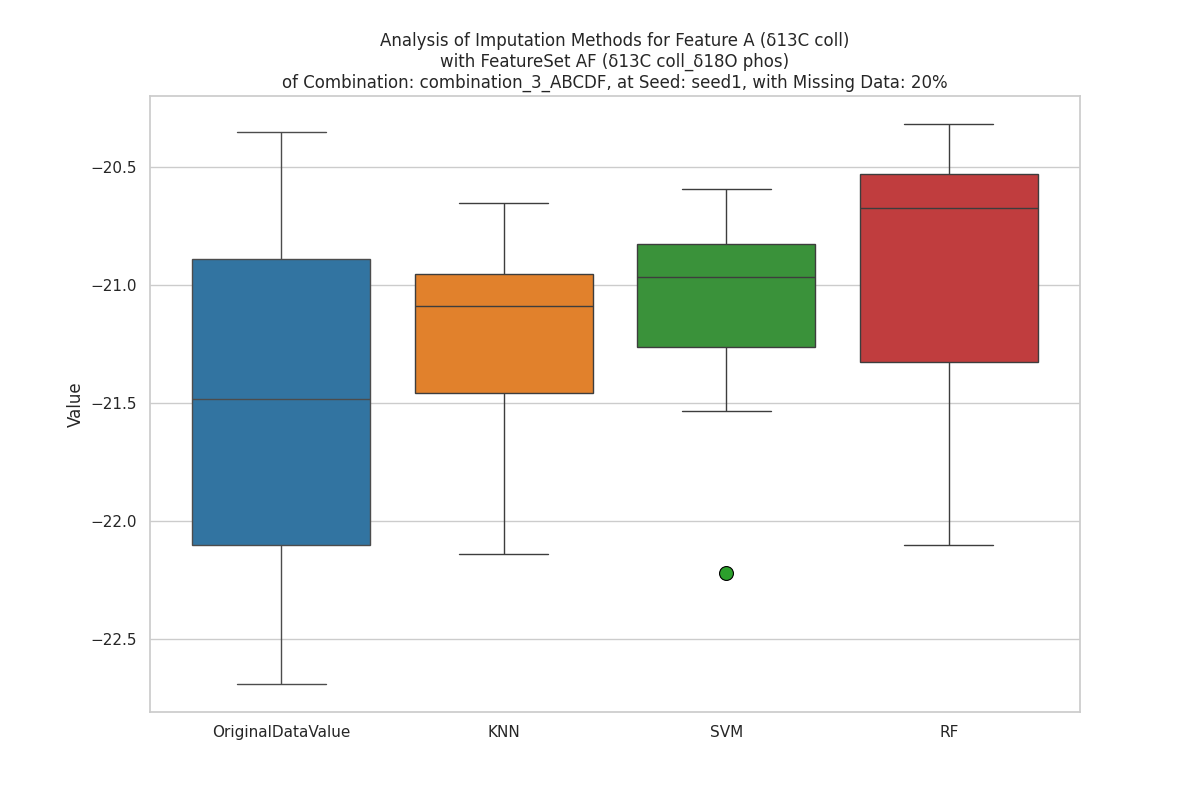 Analysis of Imputation Methods for Feature A (δ13C coll)
with FeatureSet AF (δ13C coll_δ18O phos)
of Combination: combination_3_ABCDF, at Seed: seed1, with Missing Data: 20%
−20.5
−21.0
−21.5
−22.0
−22.5
Value
OriginalDataValue
KNN
SVM
RF